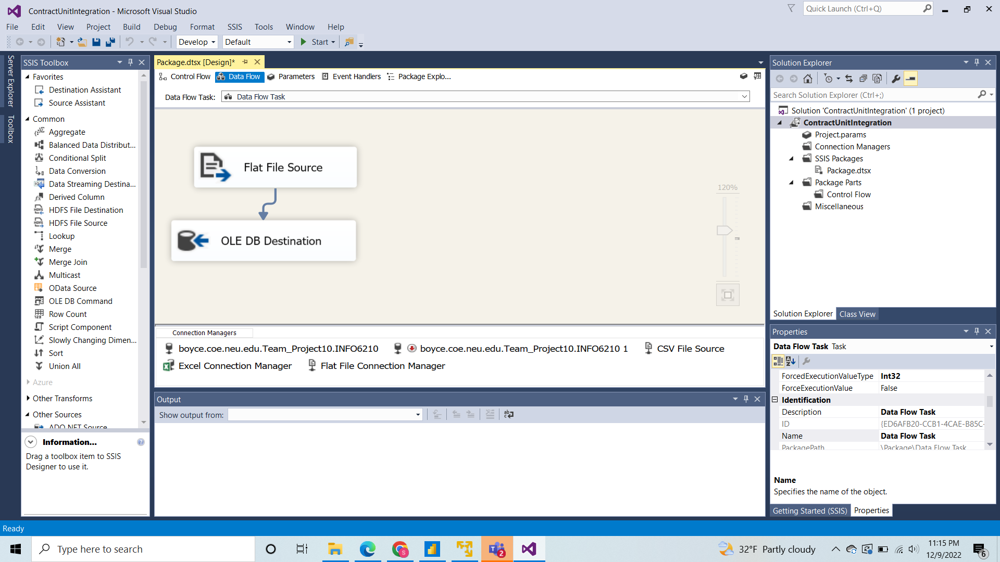 ContractUnitIntegration - Microsoft Visual Studio
Quick Launch (Ctrl+Q)
File Edit View Project Build Debug Format SSIS Tools Window Help
Develop Default Start
Server Explorer
Toolbox
SSIS Toolbox
Favorites
Destination Assistant
Source Assistant
Common
Aggregate
Balanced Data Distribut...
Conditional Split
Data Conversion
Data Streaming Destina...
Derived Column
HDFS File Destination
HDFS File Source
Lookup
Merge
Merge Join
Multicast
OData Source
OLE DB Command
Row Count
Script Component
Slowly Changing Dimen...
Sort
Union All
Azure
Other Transforms
Other Sources
ADO NET Source
Information...
Drag a toolbox item to SSIS
Designer to use it.
Package.dtsx [Design]*
Control Flow Data Flow Parameters Event Handlers Package Explo...
Data Flow Task: Data Flow Task
Flat File Source
OLE DB Destination
120%
Connection Managers
boyce.coe.neu.edu.Team_Project10.INFO6210 boyce.coe.neu.edu.Team_Project10.INFO6210 1 CSV File Source
Excel Connection Manager Flat File Connection Manager
Output
Show output from:
Solution Explorer
Search Solution Explorer (Ctrl+;)
Solution 'ContractUnitIntegration' (1 project)
ContractUnitIntegration
Project.params
Connection Managers
SSIS Packages
Package.dtsx
Package Parts
Control Flow
Miscellaneous
Solution Explorer Class View
Properties
Data Flow Task Task
ForcedExecutionValueType Int32
ForceExecutionValue False
Identification
Description Data Flow Task
ID {ED6AFB20-CCB1-4CAE-B85C-
Name Data Flow Task
PackagePath \Package\Data Flow Task
Name
Specifies the name of the object.
Getting Started (SSIS) Properties
Ready
Type here to search
2
32°F Partly cloudy
11:15 PM
12/9/2022
6